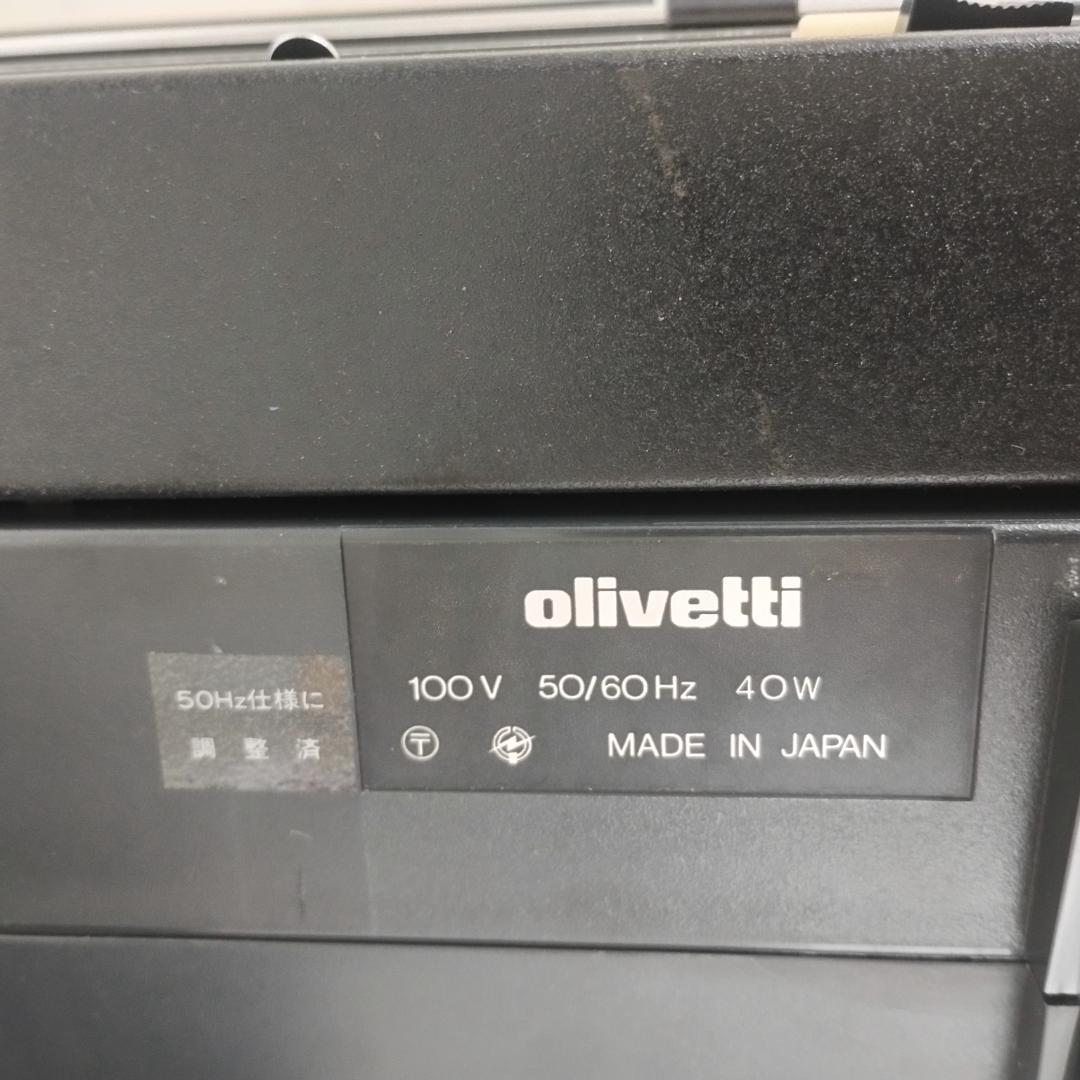 olivetti
100V 50/60Hz 40W
〒 MADE IN JAPAN
50Hz仕様に
調整済